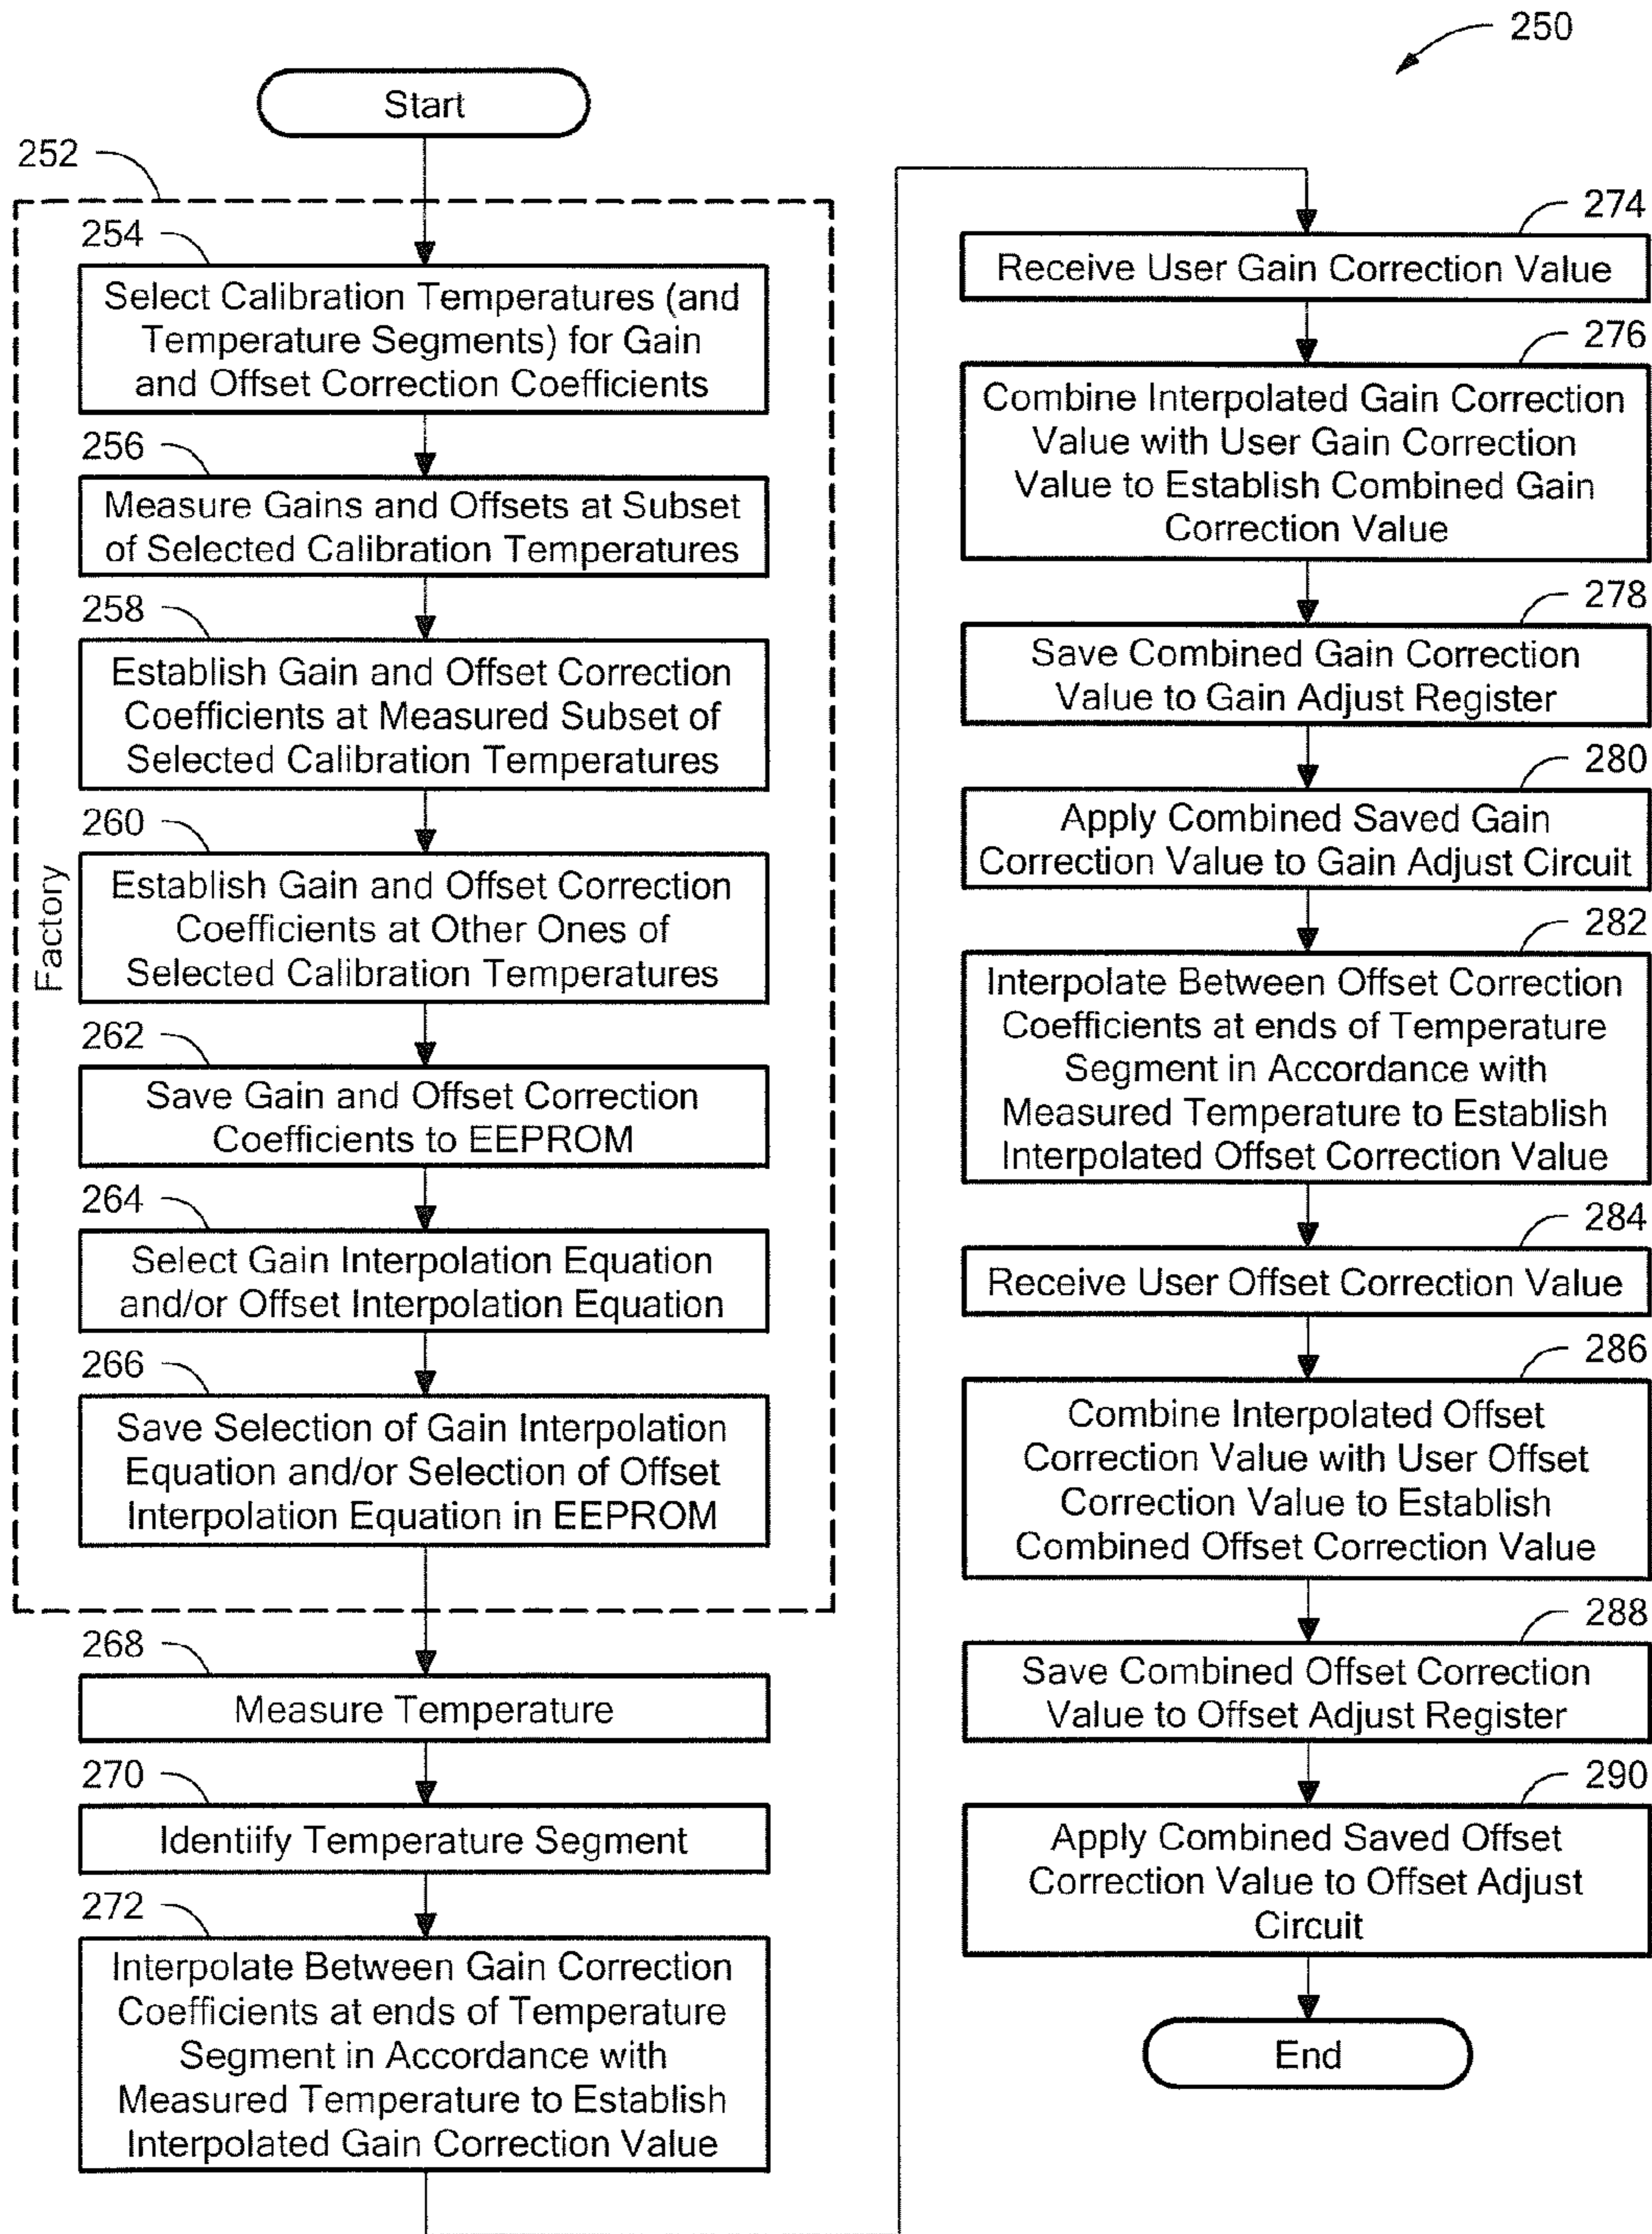 250
Start
252
254
Select Calibration Temperatures (and
Temperature Segments) for Gain
and Offset Correction Coefficients
256
Measure Gains and Offsets at Subset
of Selected Calibration Temperatures
258
Establish Gain and Offset Correction
Coefficients at Measured Subset of
Selected Calibration Temperatures
260
Establish Gain and Offset Correction
Coefficients at Other Ones of
Selected Calibration Temperatures
Factory
262
Save Gain and Offset Correction
Coefficients to EEPROM
264
Select Gain Interpolation Equation
and/or Offset Interpolation Equation
266
Save Selection of Gain Interpolation
Equation and/or Selection of Offset
Interpolation Equation in EEPROM
268
Measure Temperature
270
Identiify Temperature Segment
272
Interpolate Between Gain Correction
Coefficients at ends of Temperature
Segment in Accordance with
Measured Temperature to Establish
Interpolated Gain Correction Value
274
Receive User Gain Correction Value
276
Combine Interpolated Gain Correction
Value with User Gain Correction
Value to Establish Combined Gain
Correction Value
278
Save Combined Gain Correction
Value to Gain Adjust Register
280
Apply Combined Saved Gain
Correction Value to Gain Adjust Circuit
282
Interpolate Between Offset Correction
Coefficients at ends of Temperature
Segment in Accordance with
Measured Temperature to Establish
Interpolated Offset Correction Value
284
Receive User Offset Correction Value
286
Combine Interpolated Offset
Correction Value with User Offset
Correction Value to Establish
Combined Offset Correction Value
288
Save Combined Offset Correction
Value to Offset Adjust Register
290
Apply Combined Saved Offset
Correction Value to Offset Adjust
Circuit
End